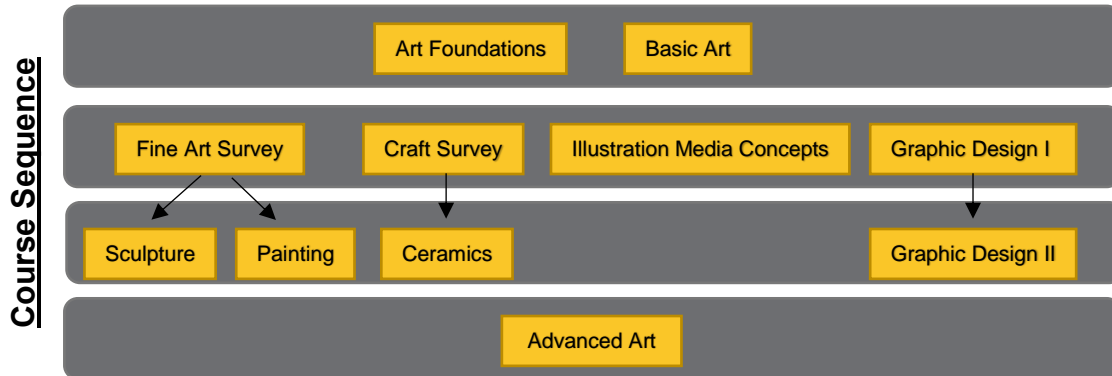 Course Sequence
Art Foundations
Basic Art
Fine Art Survey
Craft Survey
Illustration Media Concepts
Graphic Design I
Sculpture
Painting
Ceramics
Graphic Design II
Advanced Art